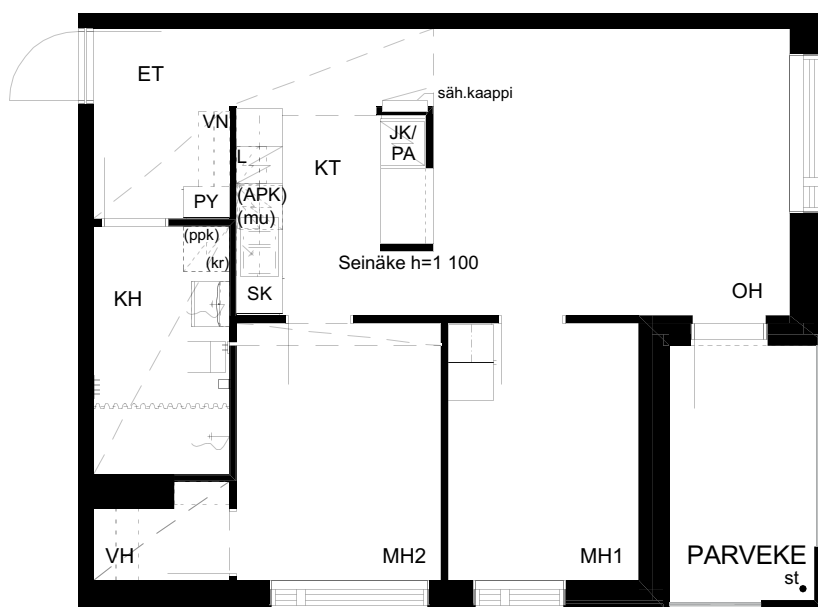 ET
säh.kaappi
VN
JK/
PA
L
KT
(APK)
(mu)
PY
(ppk)
(kr)
Seinäke h=1 100
KH
SK
OH
VH
MH2
MH1
PARVEKE
st